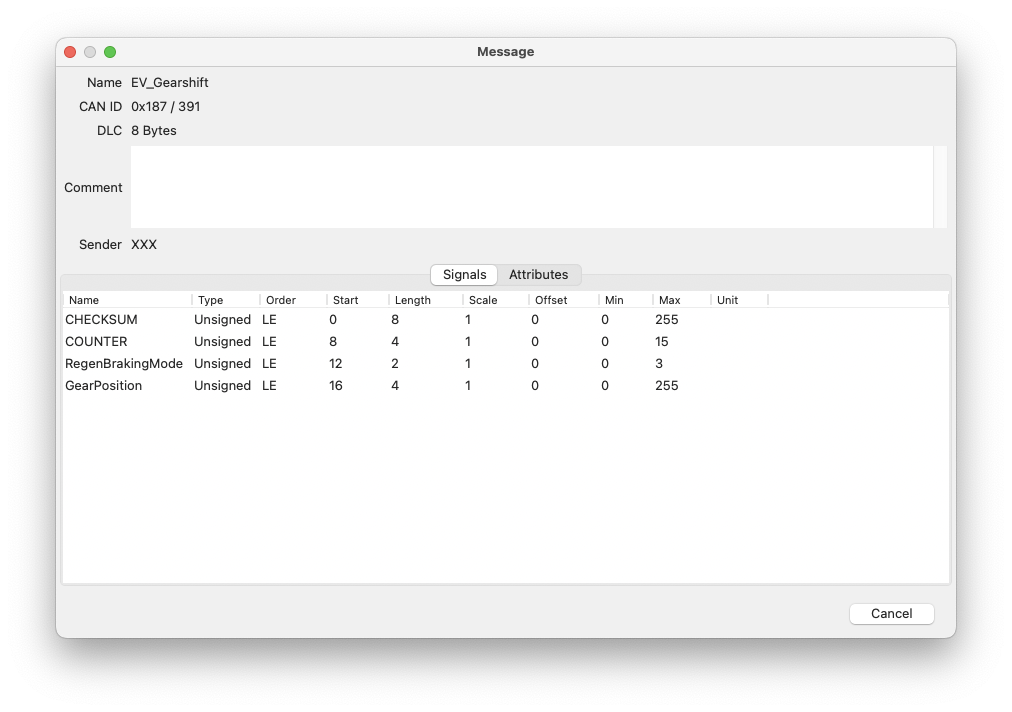 Message
Name EV_Gearshift
CAN ID 0x187 / 391
DLC 8 Bytes
Comment
Sender XXX
Signals Attributes
Name Type Order Start Length Scale Offset Min Max Unit
CHECKSUM Unsigned LE 0 8 1 0 0 255
COUNTER Unsigned LE 8 4 1 0 0 15
RegenBrakingMode Unsigned LE 12 2 1 0 0 3
GearPosition Unsigned LE 16 4 1 0 0 255
Cancel